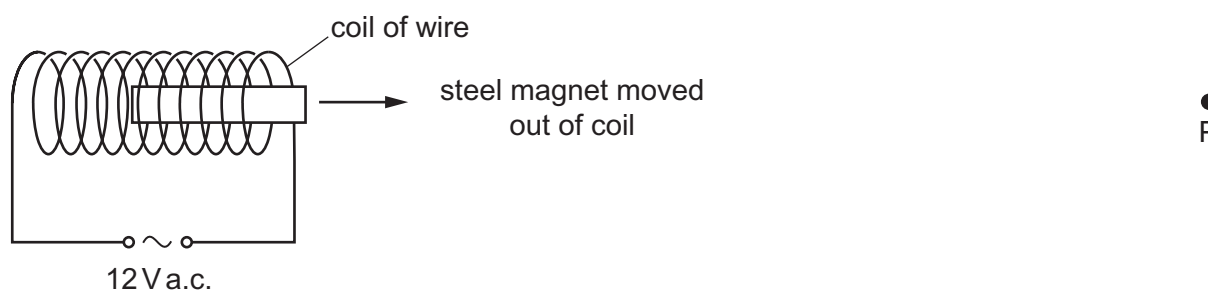 coil of wire
steel magnet moved
out of coil
P
12 V a.c.